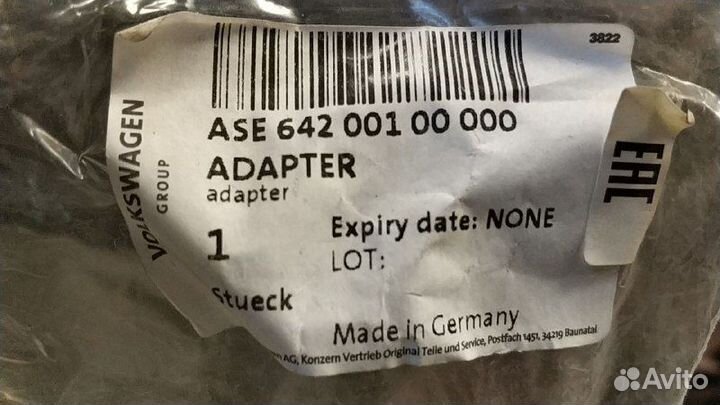 3822
ASE 642 001 00 000
ADAPTER
adapter
VOLKSWAGEN
GROUP
1
Stueck
Expiry date: NONE
LOT:
Made in Germany
AG, Konzern Vertrieb Original Teile und Service, Postfach 1451, 34219 Baunatal
EAC
Avito